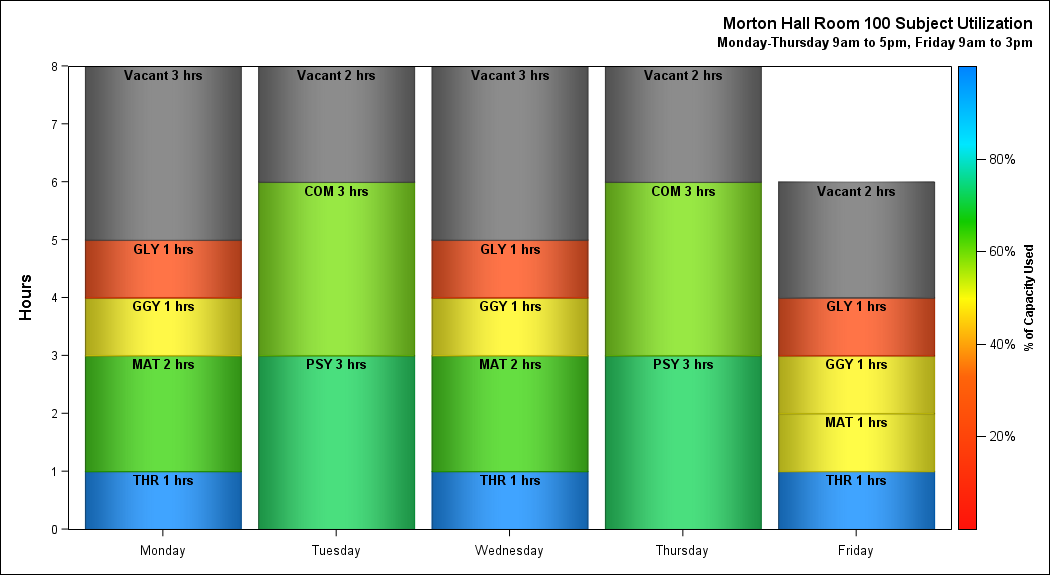 Morton Hall Room 100 Subject Utilization
Monday-Thursday 9am to 5pm, Friday 9am to 3pm
8
7
6
5
4
3
2
1
0
Hours
Vacant 3 hrs
GLY 1 hrs
GGY 1 hrs
MAT 2 hrs
THR 1 hrs
Monday
Vacant 2 hrs
COM 3 hrs
PSY 3 hrs
Tuesday
Vacant 3 hrs
GLY 1 hrs
GGY 1 hrs
MAT 2 hrs
THR 1 hrs
Wednesday
Vacant 2 hrs
COM 3 hrs
PSY 3 hrs
Thursday
Vacant 2 hrs
GLY 1 hrs
GGY 1 hrs
MAT 1 hrs
THR 1 hrs
Friday
80%
60%
40%
20%
% of Capacity Used